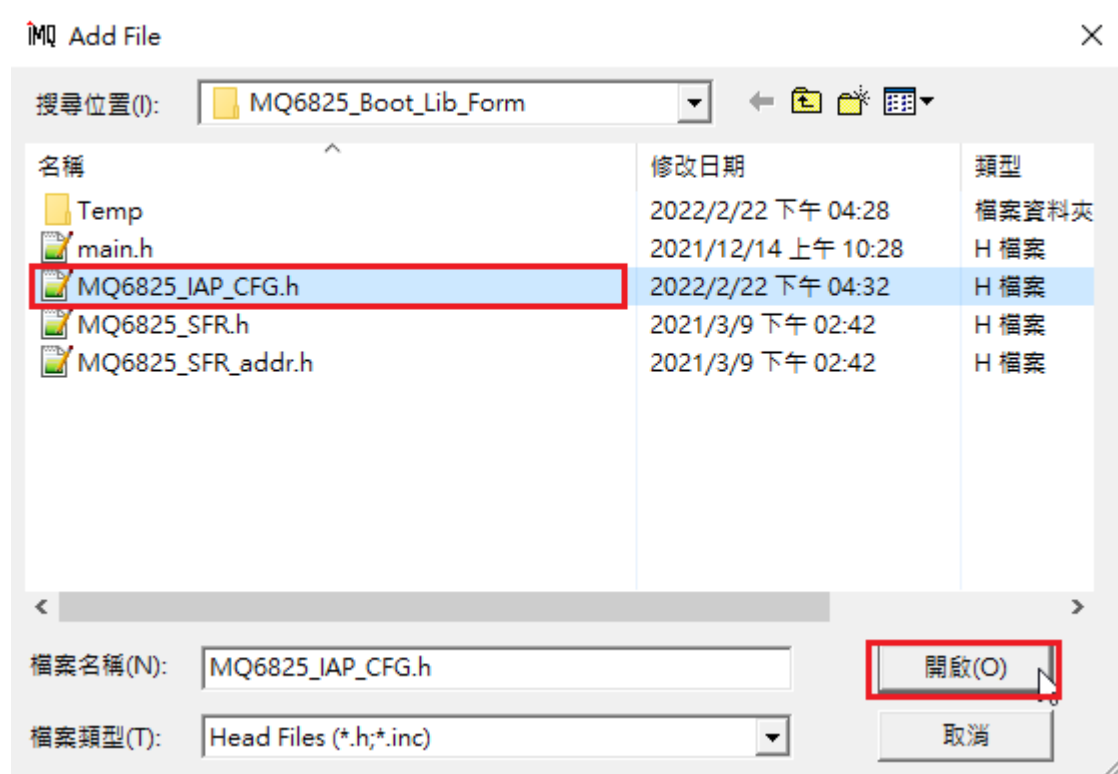 iMQ Add File
搜尋位置(I): MQ6825_Boot_Lib_Form
名稱 修改日期 類型
Temp 2022/2/22 下午 04:28 檔案資料夾
main.h 2021/12/14 上午 10:28 H 檔案
MQ6825_IAP_CFG.h 2022/2/22 下午 04:32 H 檔案
MQ6825_SFR.h 2021/3/9 下午 02:42 H 檔案
MQ6825_SFR_addr.h 2021/3/9 下午 02:42 H 檔案
檔案名稱(N): MQ6825_IAP_CFG.h 開啟(O)
檔案類型(T): Head Files (*.h;*.inc) 取消